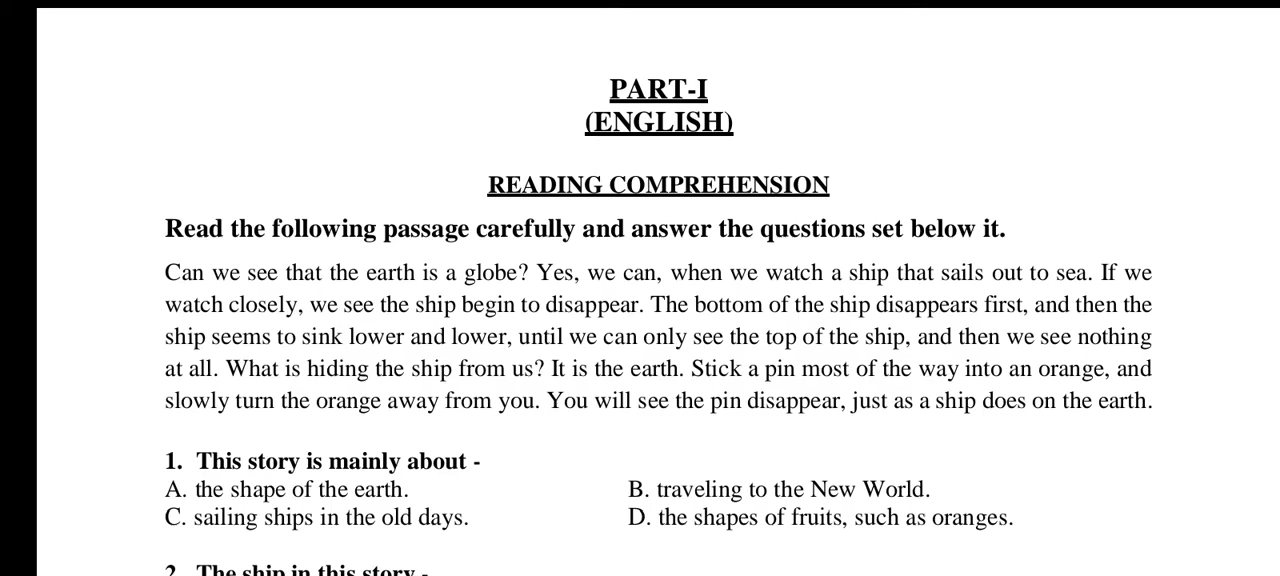 PART-I
(ENGLISH)
READING COMPREHENSION
Read the following passage carefully and answer the questions set below it.
Can we see that the earth is a globe? Yes, we can, when we watch a ship that sails out to sea. If we
watch closely, we see the ship begin to disappear. The bottom of the ship disappears first, and then the
ship seems to sink lower and lower, until we can only see the top of the ship, and then we see nothing
at all. What is hiding the ship from us? It is the earth. Stick a pin most of the way into an orange, and
slowly turn the orange away from you. You will see the pin disappear, just as a ship does on the earth.
1. This story is mainly about -
A. the shape of the earth. B. traveling to the New World.
C. sailing ships in the old days. D. the shapes of fruits, such as oranges.
2. The ship in this story -